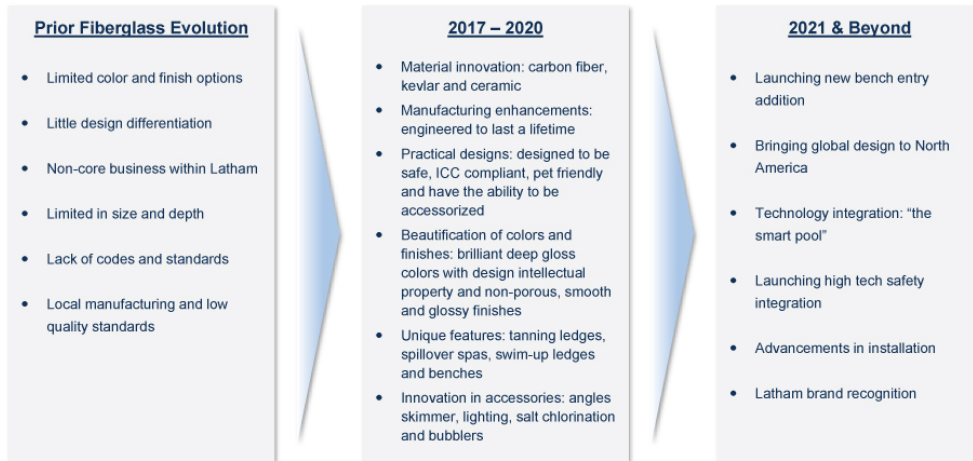 Prior Fiberglass Evolution
• Limited color and finish options
• Little design differentiation
• Non-core business within Latham
• Limited in size and depth
• Lack of codes and standards
• Local manufacturing and low
quality standards
2017 – 2020
• Material innovation: carbon fiber,
kevlar and ceramic
• Manufacturing enhancements:
engineered to last a lifetime
• Practical designs: designed to be
safe, ICC compliant, pet friendly
and have the ability to be
accessorized
• Beautification of colors and
finishes: brilliant deep gloss
colors with design intellectual
property and non-porous, smooth
and glossy finishes
• Unique features: tanning ledges,
spillover spas, swim-up ledges
and benches
• Innovation in accessories: angles
skimmer, lighting, salt chlorination
and bubblers
2021 & Beyond
• Launching new bench entry
addition
• Bringing global design to North
America
• Technology integration: “the
smart pool”
• Launching high tech safety
integration
• Advancements in installation
• Latham brand recognition